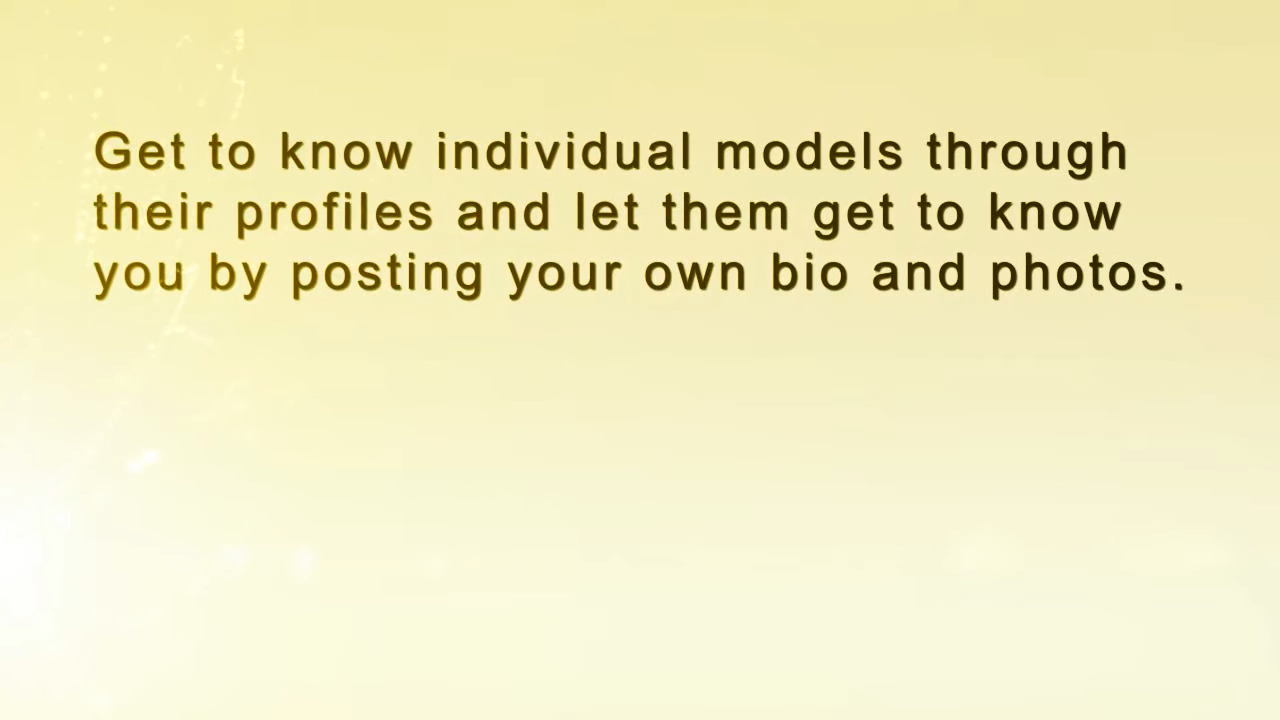 Get to know individual models through
their profiles and let them get to know
you by posting your own bio and photos.